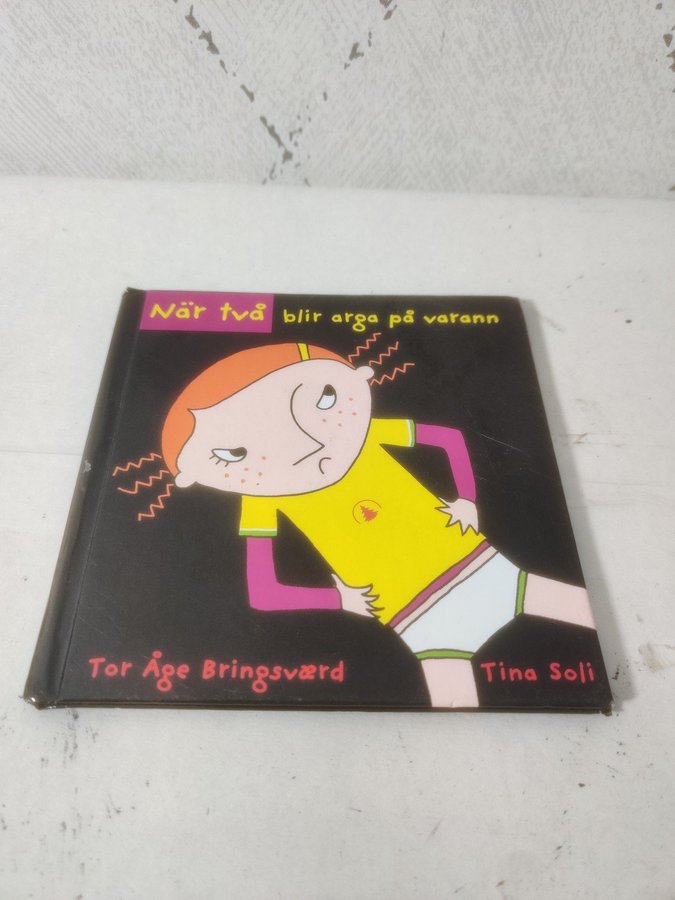 När två blir arga på varann
Tor Åge Bringsværd Tina Soli